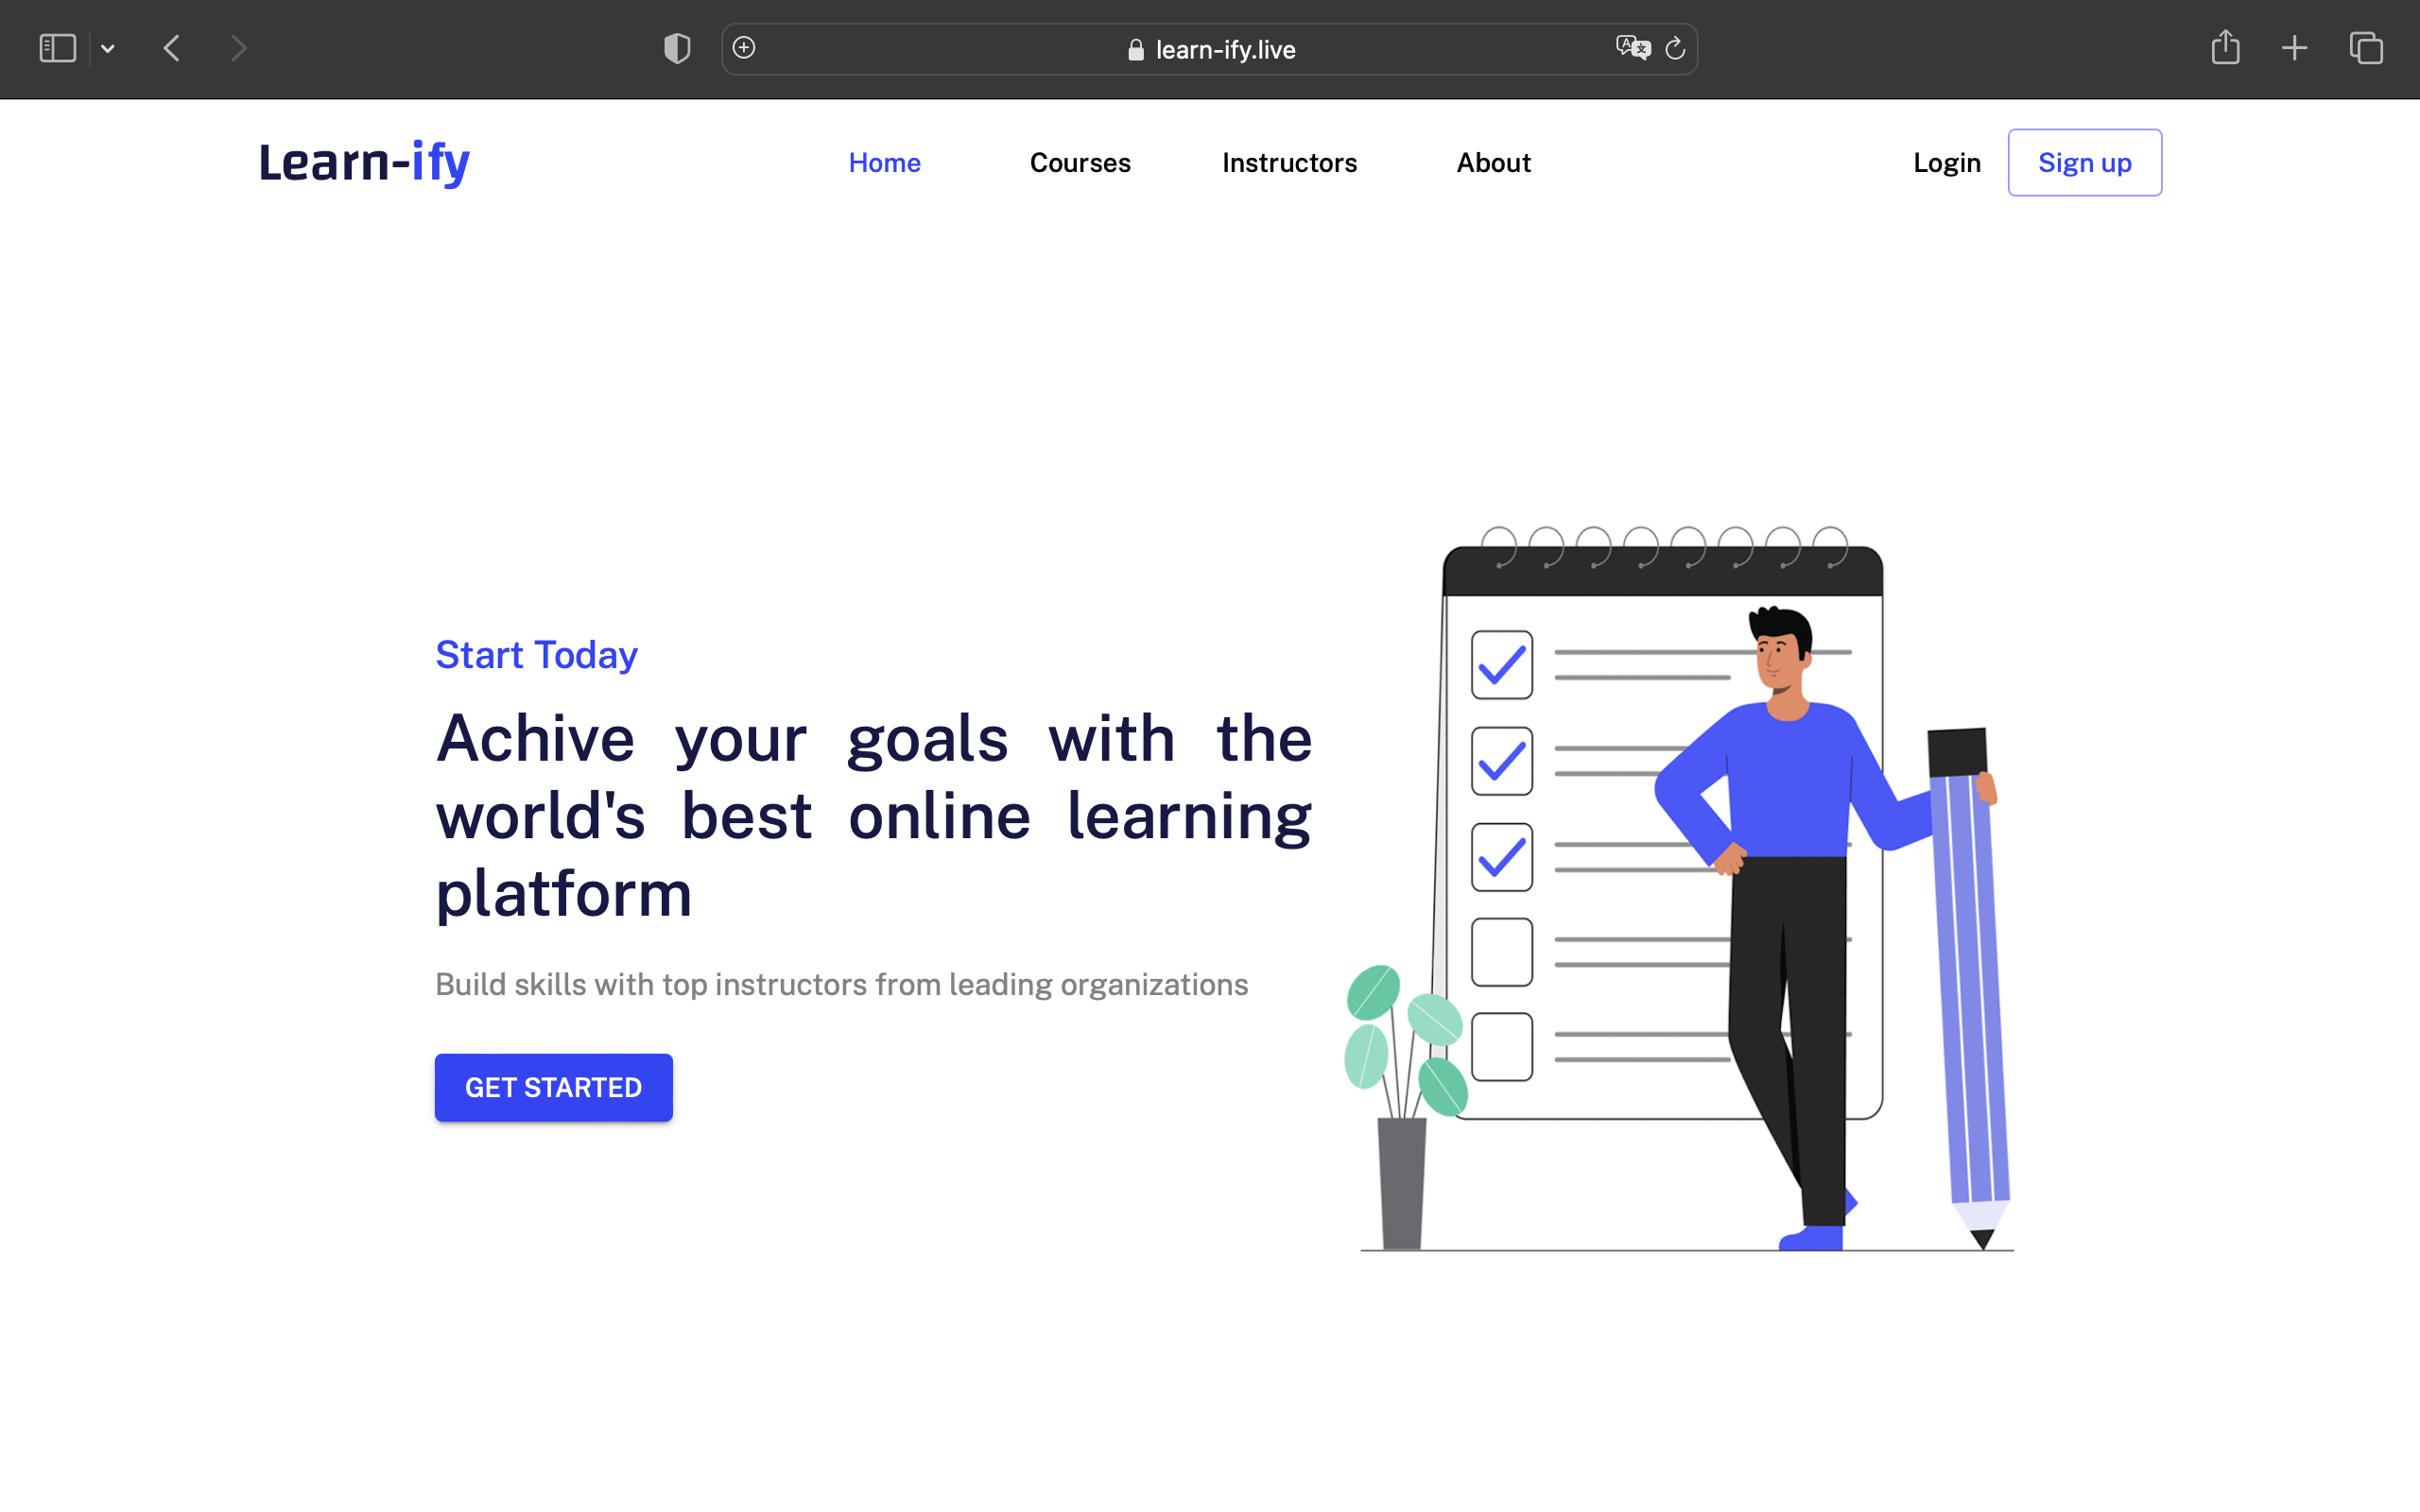 learn-ify.live
Learn-ify
Home Courses Instructors About Login Sign up
Start Today
Achive your goals with the
world's best online learning
platform
Build skills with top instructors from leading organizations
GET STARTED